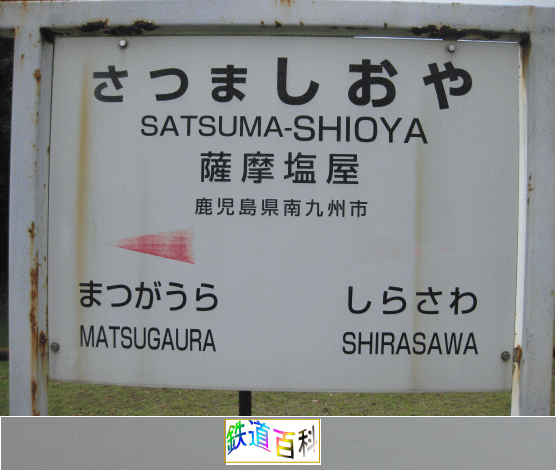 さつましおや
SATSUMA-SHIOYA
薩摩塩屋
鹿児島県南九州市
まつがうら しらさわ
MATSUGAURA SHIRASAWA
鉄道百科